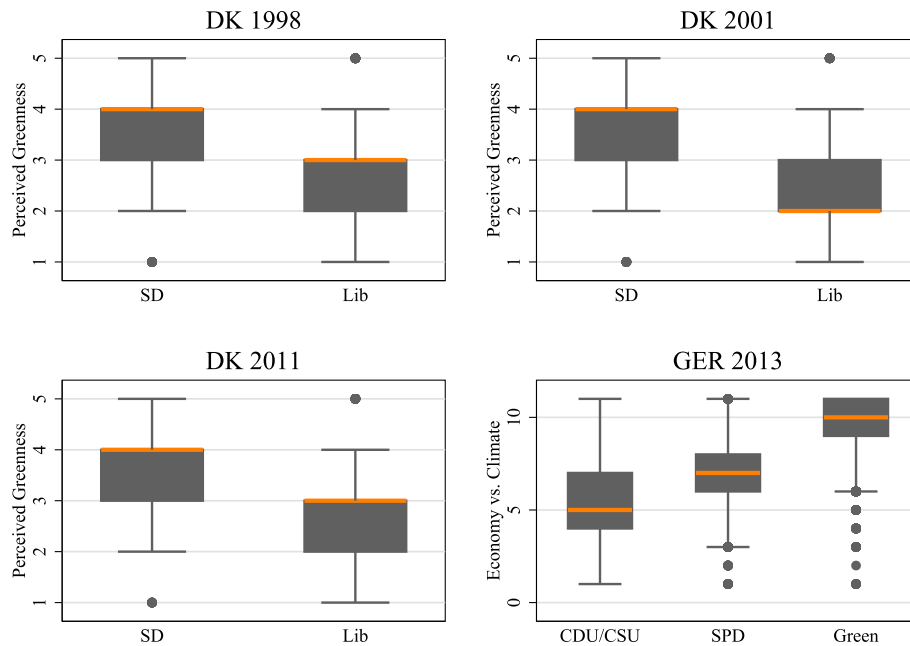 DK 1998
Perceived Greenness
5
4
3
2
1
SD
Lib
DK 2001
Perceived Greenness
5
4
3
2
1
SD
Lib
DK 2011
Perceived Greenness
5
4
3
2
1
SD
Lib
GER 2013
Economy vs. Climate
10
5
0
CDU/CSU
SPD
Green